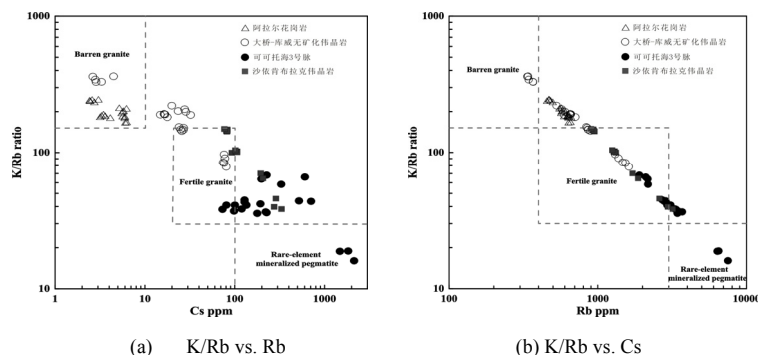 1000
K/Rb ratio
100
10
Barren granite
Fertile granite
Rare-element
mineralized pegmatite
阿拉尔花岗岩
大桥-库威无矿化伟晶岩
可可托海3号脉
沙依肯布拉克伟晶岩
1
10
100
1000
Cs ppm
(a) K/Rb vs. Rb
1000
K/Rb ratio
100
10
Barren granite
Fertile granite
Rare-element
mineralized pegmatite
阿拉尔花岗岩
大桥-库威无矿化伟晶岩
可可托海3号脉
沙依肯布拉克伟晶岩
100
1000
10000
Rb ppm
(b) K/Rb vs. Cs